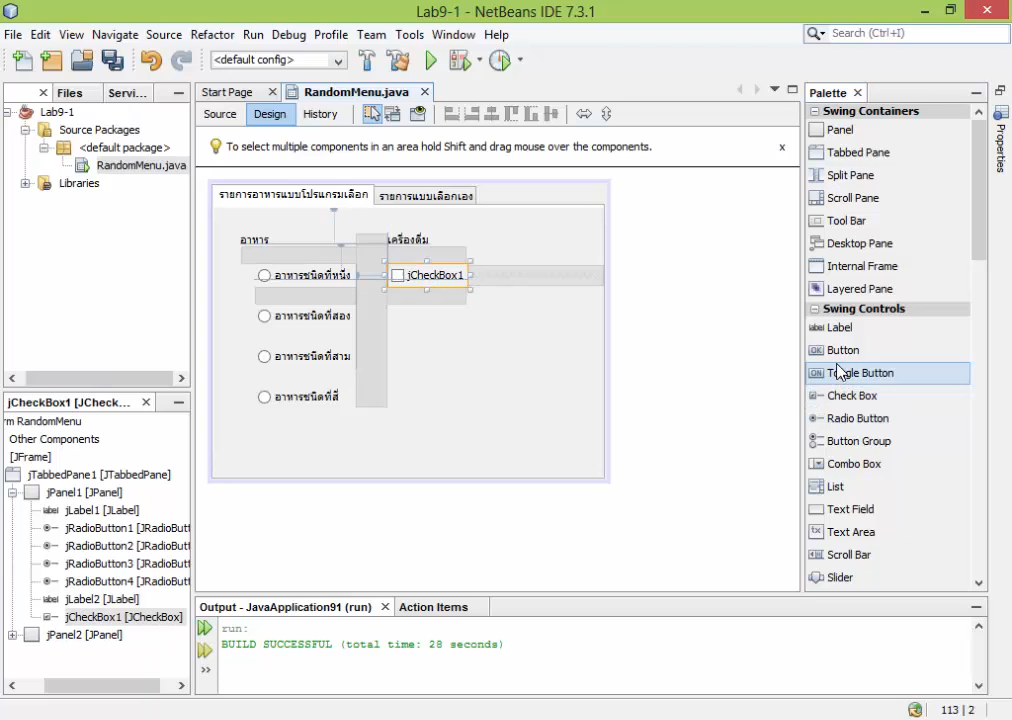 Lab9-1 - NetBeans IDE 7.3.1
File Edit View Navigate Source Refactor Run Debug Profile Team Tools Window Help
Search (Ctrl+I)
<default config>
Files Servi...
Start Page RandomMenu.java
Palette
Lab9-1
Source Packages
<default package>
RandomMenu.java
Libraries
Source Design History
To select multiple components in an area hold Shift and drag mouse over the components. x
รายการอาหารแบบโปรแกรมเลือก รายการแบบเลือกเอง
อาหาร เครื่องดื่ม
อาหารชนิดที่หนึ่ง jCheckBox1
อาหารชนิดที่สอง
อาหารชนิดที่สาม
อาหารชนิดที่สี่
Swing Containers
Panel
Tabbed Pane
Split Pane
Scroll Pane
Tool Bar
Desktop Pane
Internal Frame
Layered Pane
Swing Controls
label Label
OK Button
ON Toggle Button
Check Box
Radio Button
Button Group
Combo Box
List
Text Field
Text Area
Scroll Bar
Slider
Properties
jCheckBox1 [JCheck...
rm RandomMenu
Other Components
[JFrame]
jTabbedPane1 [JTabbedPane]
jPanel1 [JPanel]
label jLabel1 [JLabel]
jRadioButton1 [JRadioButt
jRadioButton2 [JRadioButt
jRadioButton3 [JRadioButt
jRadioButton4 [JRadioButt
label jLabel2 [JLabel]
jCheckBox1 [JCheckBox]
jPanel2 [JPanel]
Output - JavaApplication91 (run) Action Items
run:
BUILD SUCCESSFUL (total time: 28 seconds)
113 | 2